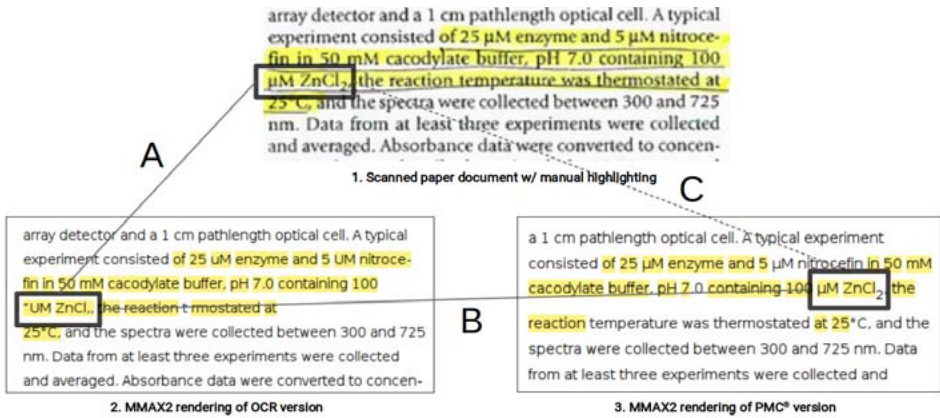 array detector and a 1 cm pathlength optical cell. A typical
experiment consisted of 25 µM enzyme and 5 µM nitroce-
fin in 50 mM cacodylate buffer, pH 7.0 containing 100
µM ZnCl₂, the reaction temperature was thermostated at
25°C, and the spectra were collected between 300 and 725
nm. Data from at least three experiments were collected
and averaged. Absorbance data were converted to concen-
1. Scanned paper document w/ manual highlighting
A
C
B
array detector and a 1 cm pathlength optical cell. A typical
experiment consisted of 25 uM enzyme and 5 UM nitroce-
fin in 50 mM cacodylate buffer, pH 7.0 containing 100
"UM ZnCl,, the reaction t rmostated at
25°C, and the spectra were collected between 300 and 725
nm. Data from at least three experiments were collected
and averaged. Absorbance data were converted to concen-
2. MMAX2 rendering of OCR version
a 1 cm pathlength optical cell. A typical experiment
consisted of 25 µM enzyme and 5 µM nitrocefin in 50 mM
cacodylate buffer, pH 7.0 containing 100 µM ZnCl₂, the
reaction temperature was thermostated at 25°C, and the
spectra were collected between 300 and 725 nm. Data
from at least three experiments were collected and
3. MMAX2 rendering of PMC® version